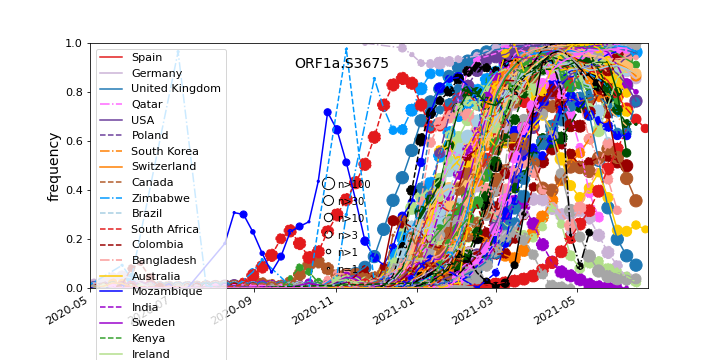 ORF1a.S3675
frequency
1.0
0.8
0.6
0.4
0.2
0.0
Spain
Germany
United Kingdom
Qatar
USA
Poland
South Korea
Switzerland
Canada
Zimbabwe
Brazil
South Africa
Colombia
Bangladesh
Australia
Mozambique
India
Sweden
Kenya
Ireland
n>100
n>30
n>10
n>3
n>1
n=1
2020-05
2020-07
2020-09
2020-11
2021-01
2021-03
2021-05